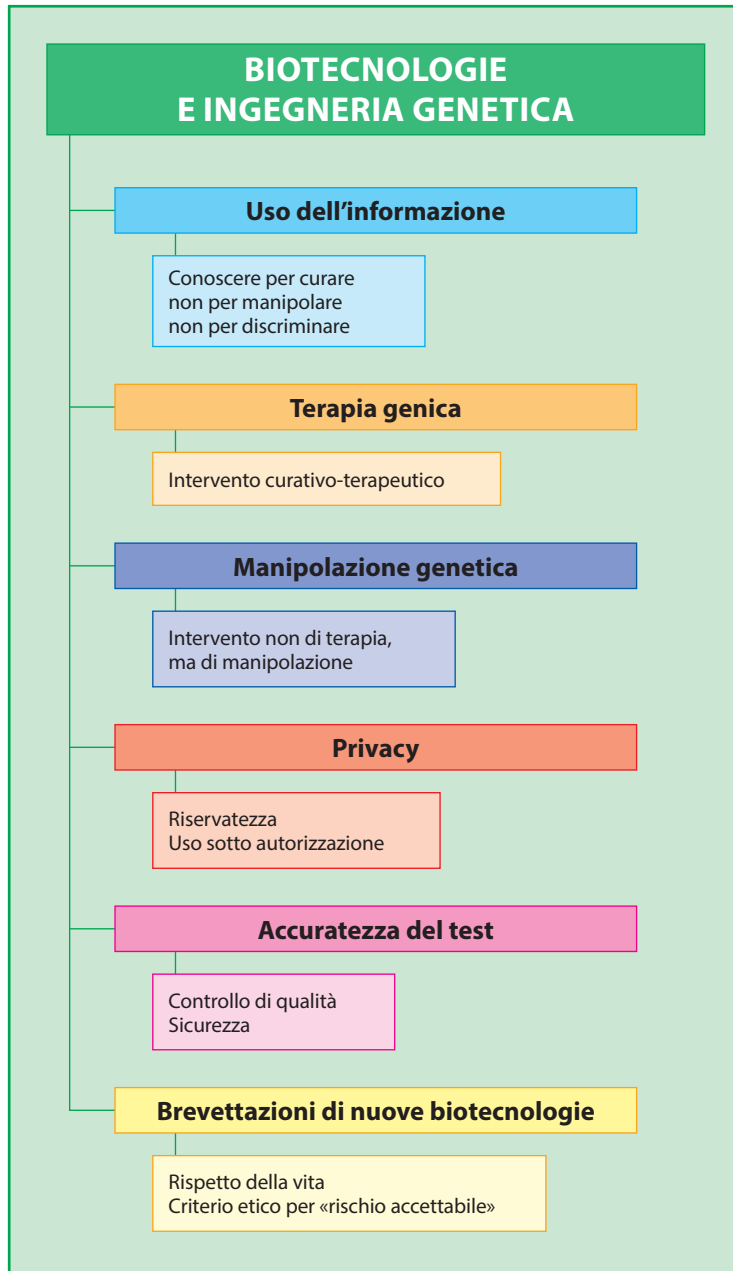 BIOTECNOLOGIE
E INGEGNERIA GENETICA
Uso dell'informazione
Conoscere per curare
non per manipolare
non per discriminare
Terapia genica
Intervento curativo-terapeutico
Manipolazione genetica
Intervento non di terapia,
ma di manipolazione
Privacy
Riservatezza
Uso sotto autorizzazione
Accuratezza del test
Controllo di qualità
Sicurezza
Brevettazioni di nuove biotecnologie
Rispetto della vita
Criterio etico per «rischio accettabile»